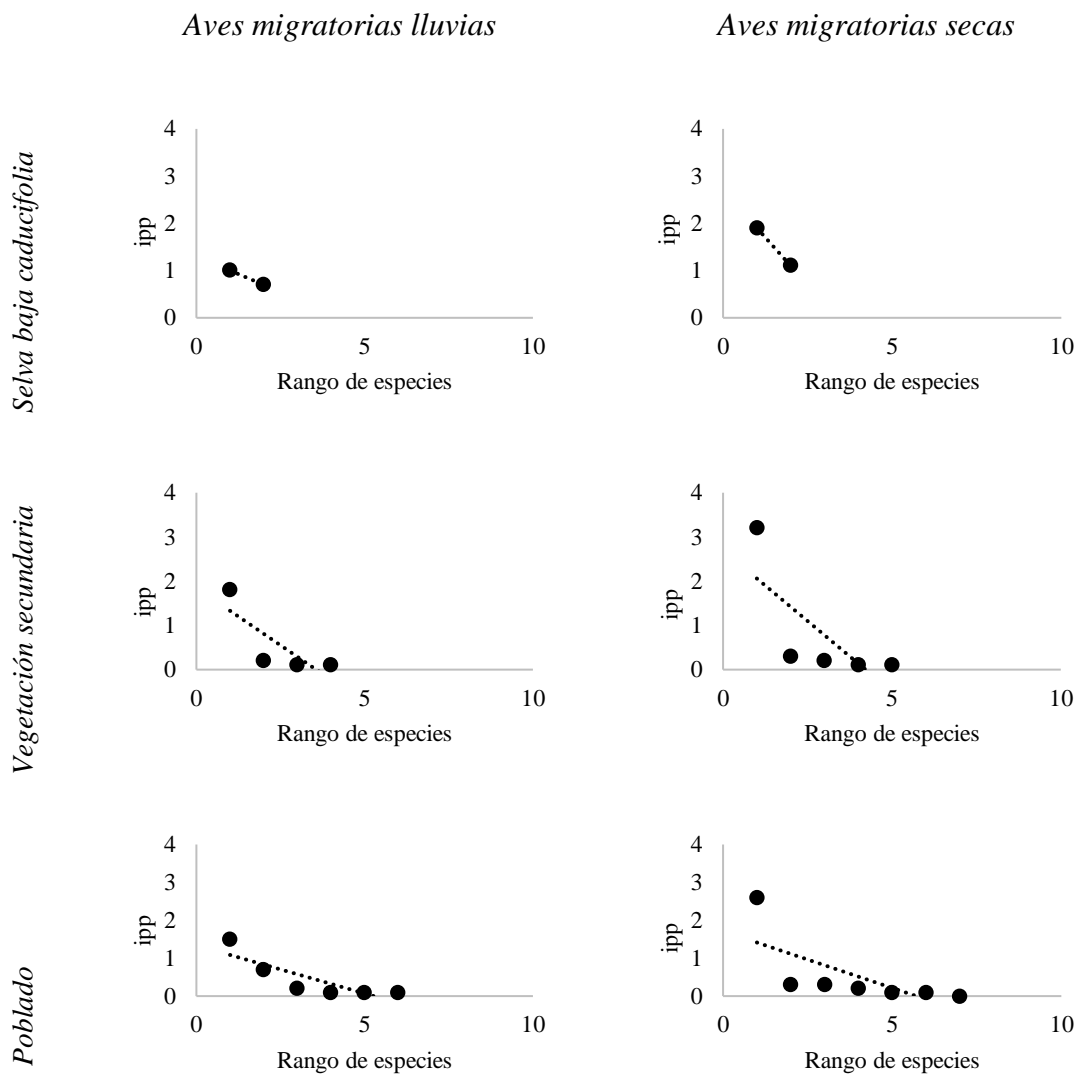 Aves migratorias lluvias
Aves migratorias secas
Selva baja caducifolia
4
3
2
1
0
ipp
0
5
10
Rango de especies
4
3
2
1
0
ipp
0
5
10
Rango de especies
Vegetación secundaria
4
3
2
1
0
ipp
0
5
10
Rango de especies
4
3
2
1
0
ipp
0
5
10
Rango de especies
Poblado
4
3
2
1
0
ipp
0
5
10
Rango de especies
4
3
2
1
0
ipp
0
5
10
Rango de especies